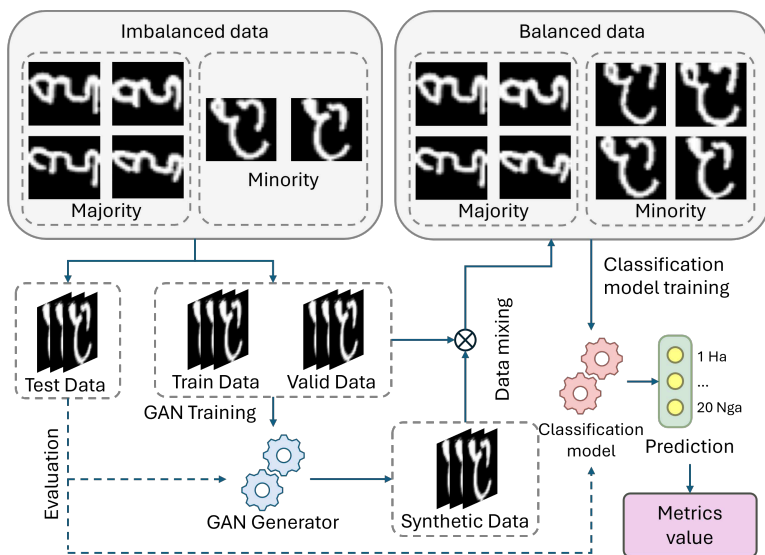 Imbalanced data
Majority
Minority
Balanced data
Majority
Minority
Test Data
Train Data
Valid Data
GAN Training
Evaluation
GAN Generator
Synthetic Data
Data mixing
Classification
model training
Classification
model
1 Ha
...
20 Nga
Prediction
Metrics
value